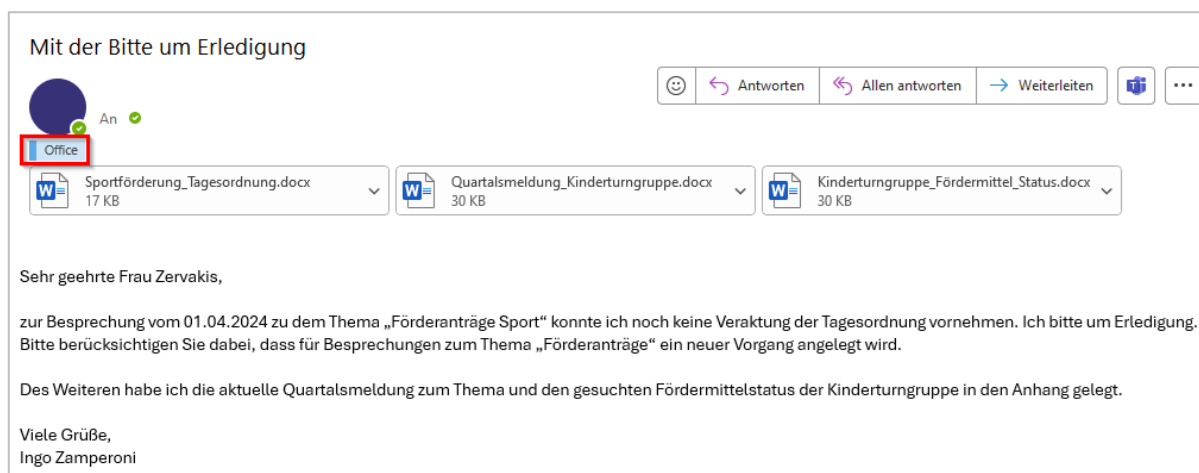 Mit der Bitte um Erledigung
Antworten
Allen antworten
Weiterleiten
An
Office
Sportförderung_Tagesordnung.docx
17 KB
Quartalsmeldung_Kinderturngruppe.docx
30 KB
Kinderturngruppe_Fördermittel_Status.docx
30 KB
Sehr geehrte Frau Zervakis,
zur Besprechung vom 01.04.2024 zu dem Thema „Förderanträge Sport“ konnte ich noch keine Veraktung der Tagesordnung vornehmen. Ich bitte um Erledigung.
Bitte berücksichtigen Sie dabei, dass für Besprechungen zum Thema „Förderanträge“ ein neuer Vorgang angelegt wird.
Des Weiteren habe ich die aktuelle Quartalsmeldung zum Thema und den gesuchten Fördermittelstatus der Kinderturngruppe in den Anhang gelegt.
Viele Grüße,
Ingo Zamperoni